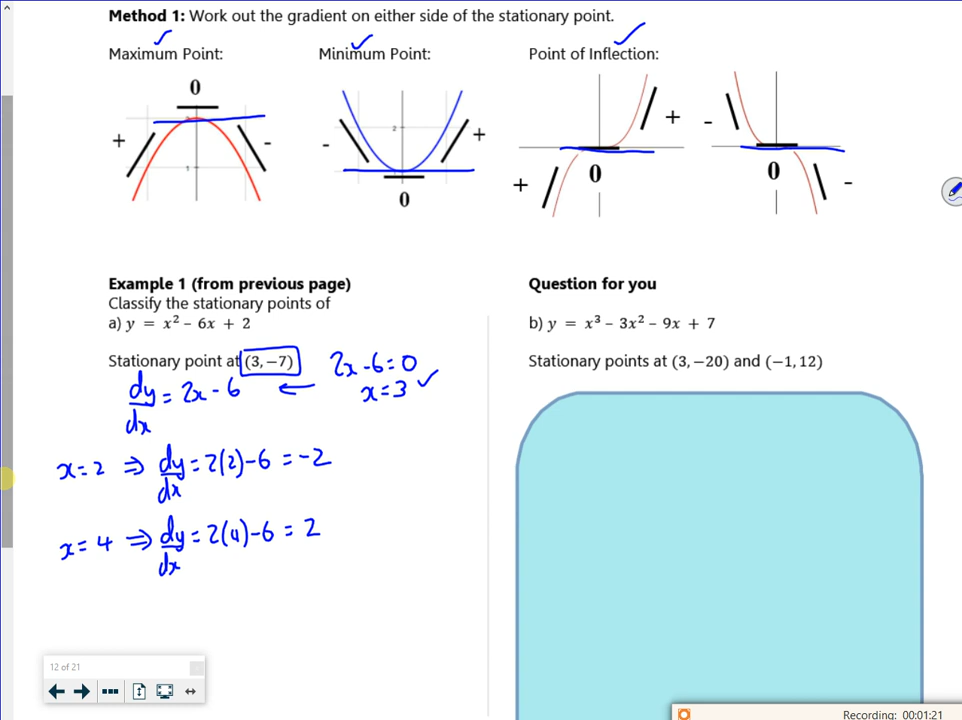 Method 1: Work out the gradient on either side of the stationary point.
Maximum Point: Minimum Point: Point of Inflection:
0
+ -
1
- 2 +
0
+ 0 +
- 0 -
Example 1 (from previous page)
Classify the stationary points of
a) y = x² − 6x + 2
Stationary point at (3, −7)
2x - 6 = 0
x = 3 ✓
dy/dx = 2x - 6 ←
x = 2 ⇒ dy/dx = 2(2) - 6 = -2
x = 4 ⇒ dy/dx = 2(4) - 6 = 2
Question for you
b) y = x³ − 3x² − 9x + 7
Stationary points at (3, −20) and (−1, 12)
12 of 21
Recording: 00:01:21